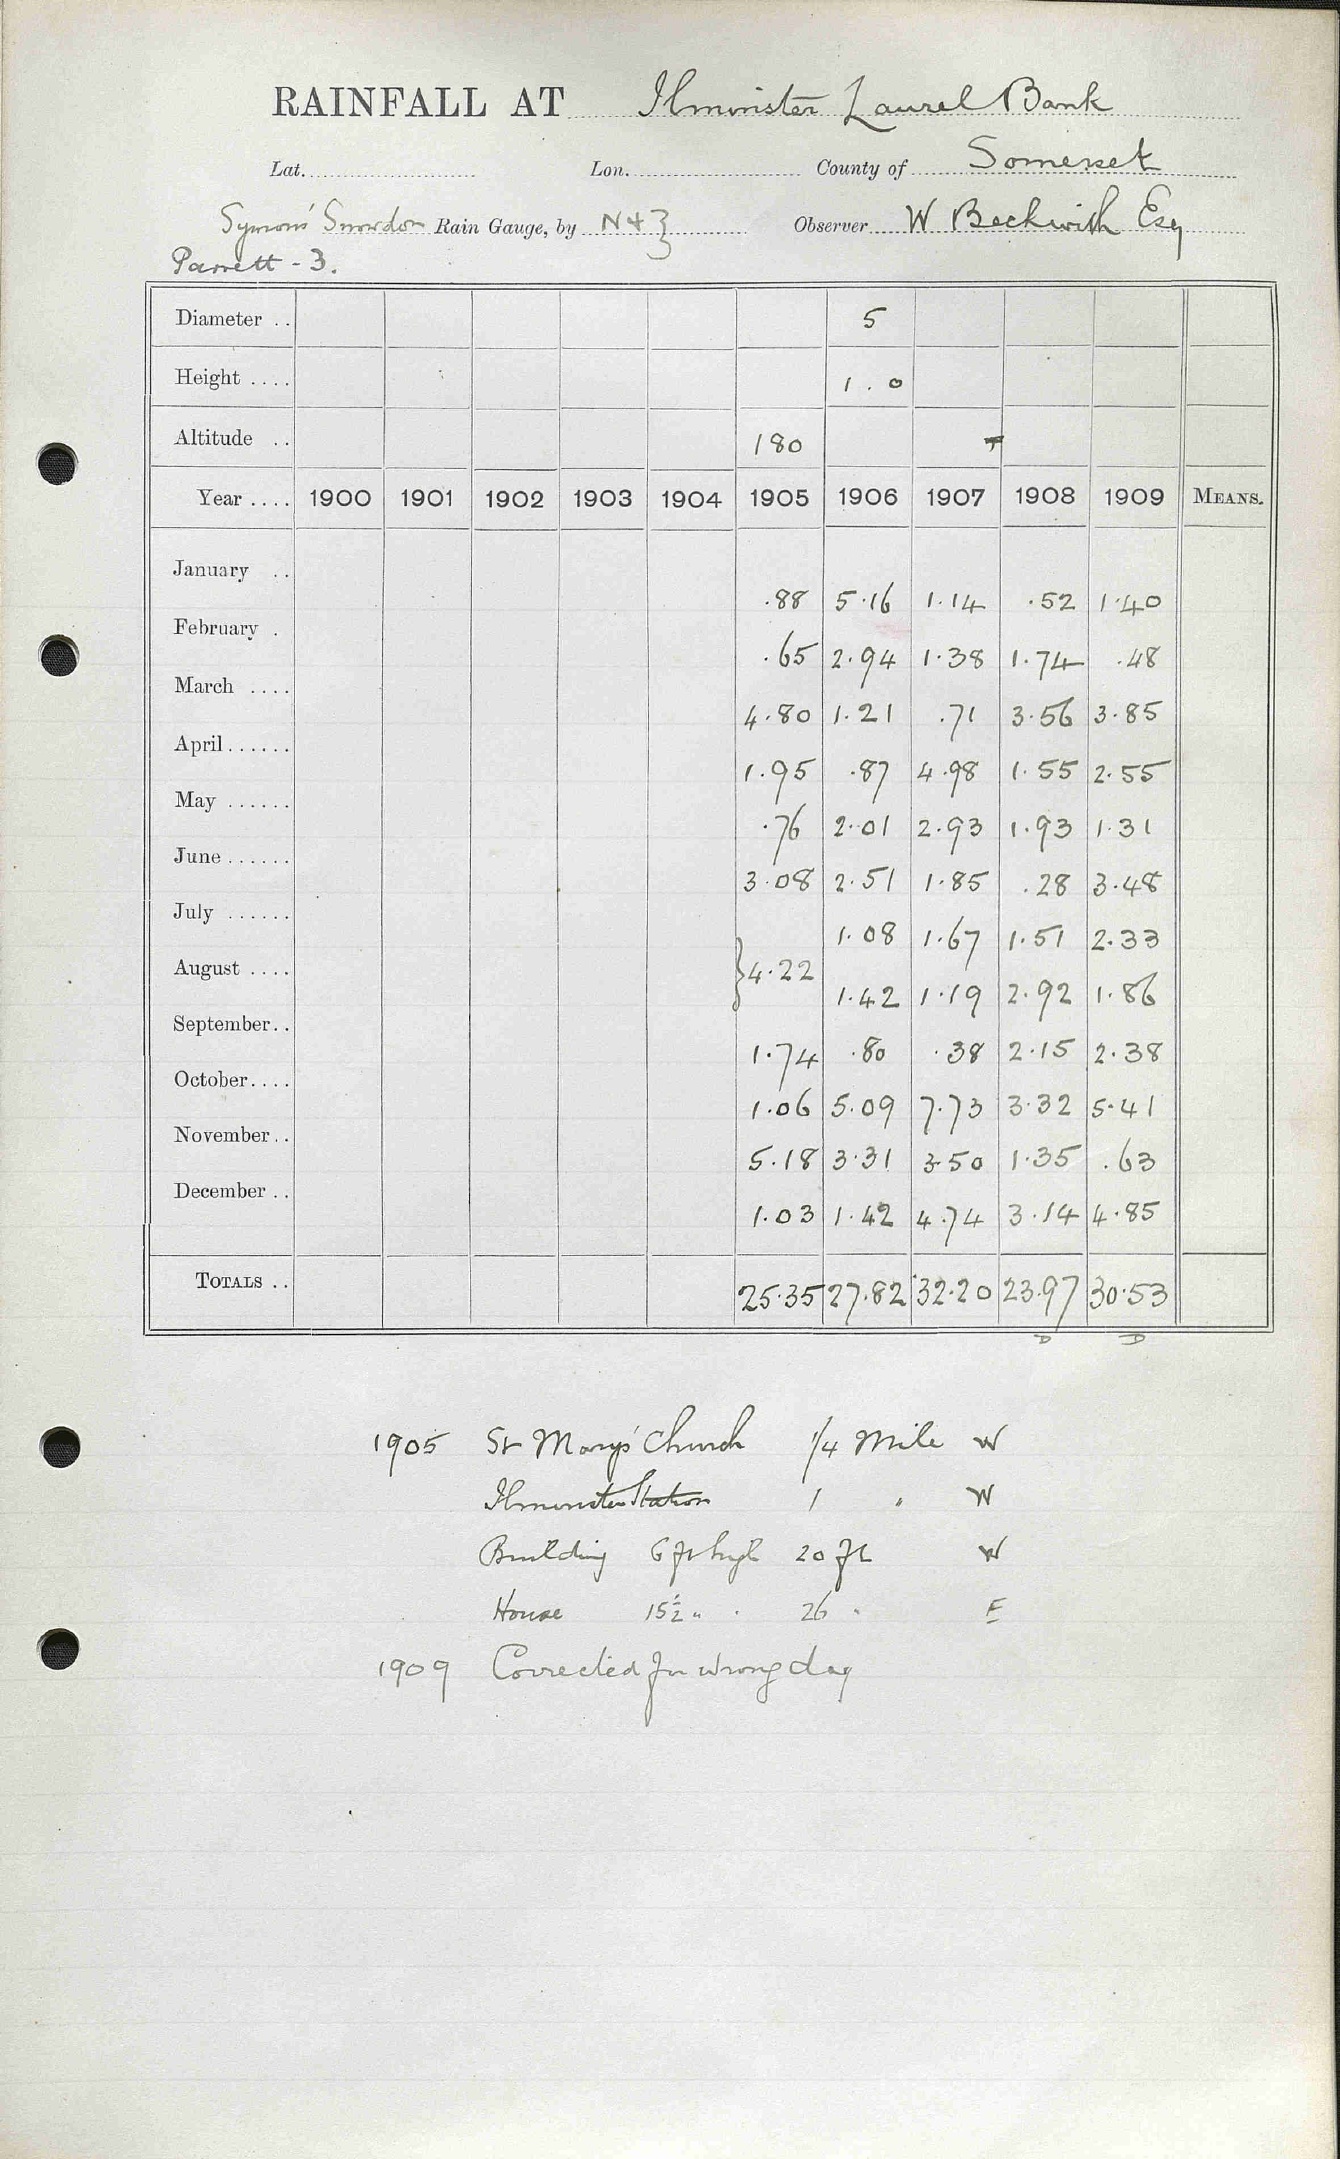 RAINFALL AT Ilminster Laurel Bank
Lat. Lon. County of Somerset
Symons' Snowdon Rain Gauge, by N & Z Observer W Beckwith Esq
Parrett - 3.
Diameter .. 5
Height .... 1.0
Altitude .. 180
Year .... 1900 1901 1902 1903 1904 1905 1906 1907 1908 1909 MEANS.
January .. .88 5.16 1.14 .52 1.40
February . .65 2.94 1.38 1.74 .48
March .... 4.80 1.21 .71 3.56 3.85
April...... 1.95 .87 4.98 1.55 2.55
May ...... .76 2.01 2.93 1.93 1.31
June...... 3.08 2.51 1.85 .28 3.48
July ...... 1.08 1.67 1.51 2.33
August .... }4.22 1.42 1.19 2.92 1.86
September.. 1.74 .80 .38 2.15 2.38
October.... 1.06 5.09 7.73 3.32 5.41
November.. 5.18 3.31 3.50 1.35 .63
December .. 1.03 1.42 4.74 3.14 4.85
TOTALS .. 25.35 27.82 32.20 23.97 30.53
D D
1905 St Mary's Church 1/4 Mile W
Ilminster Station 1 " W
Building 6 ft high 20 ft W
House 15½ " " 26 " E
1909 Corrected for wrong day